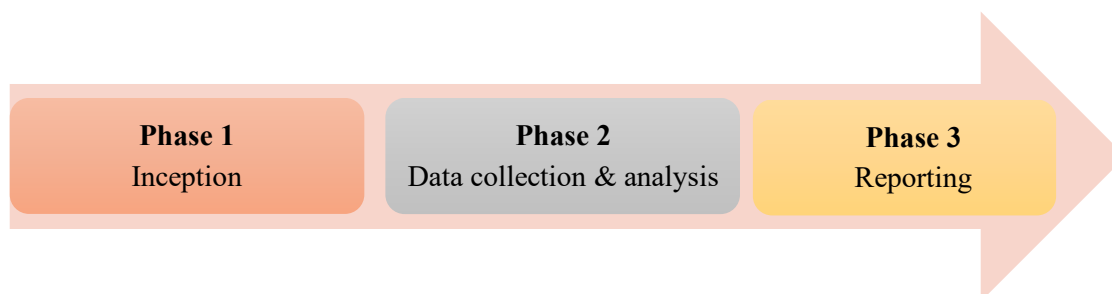 Phase 1
Inception
Phase 2
Data collection & analysis
Phase 3
Reporting